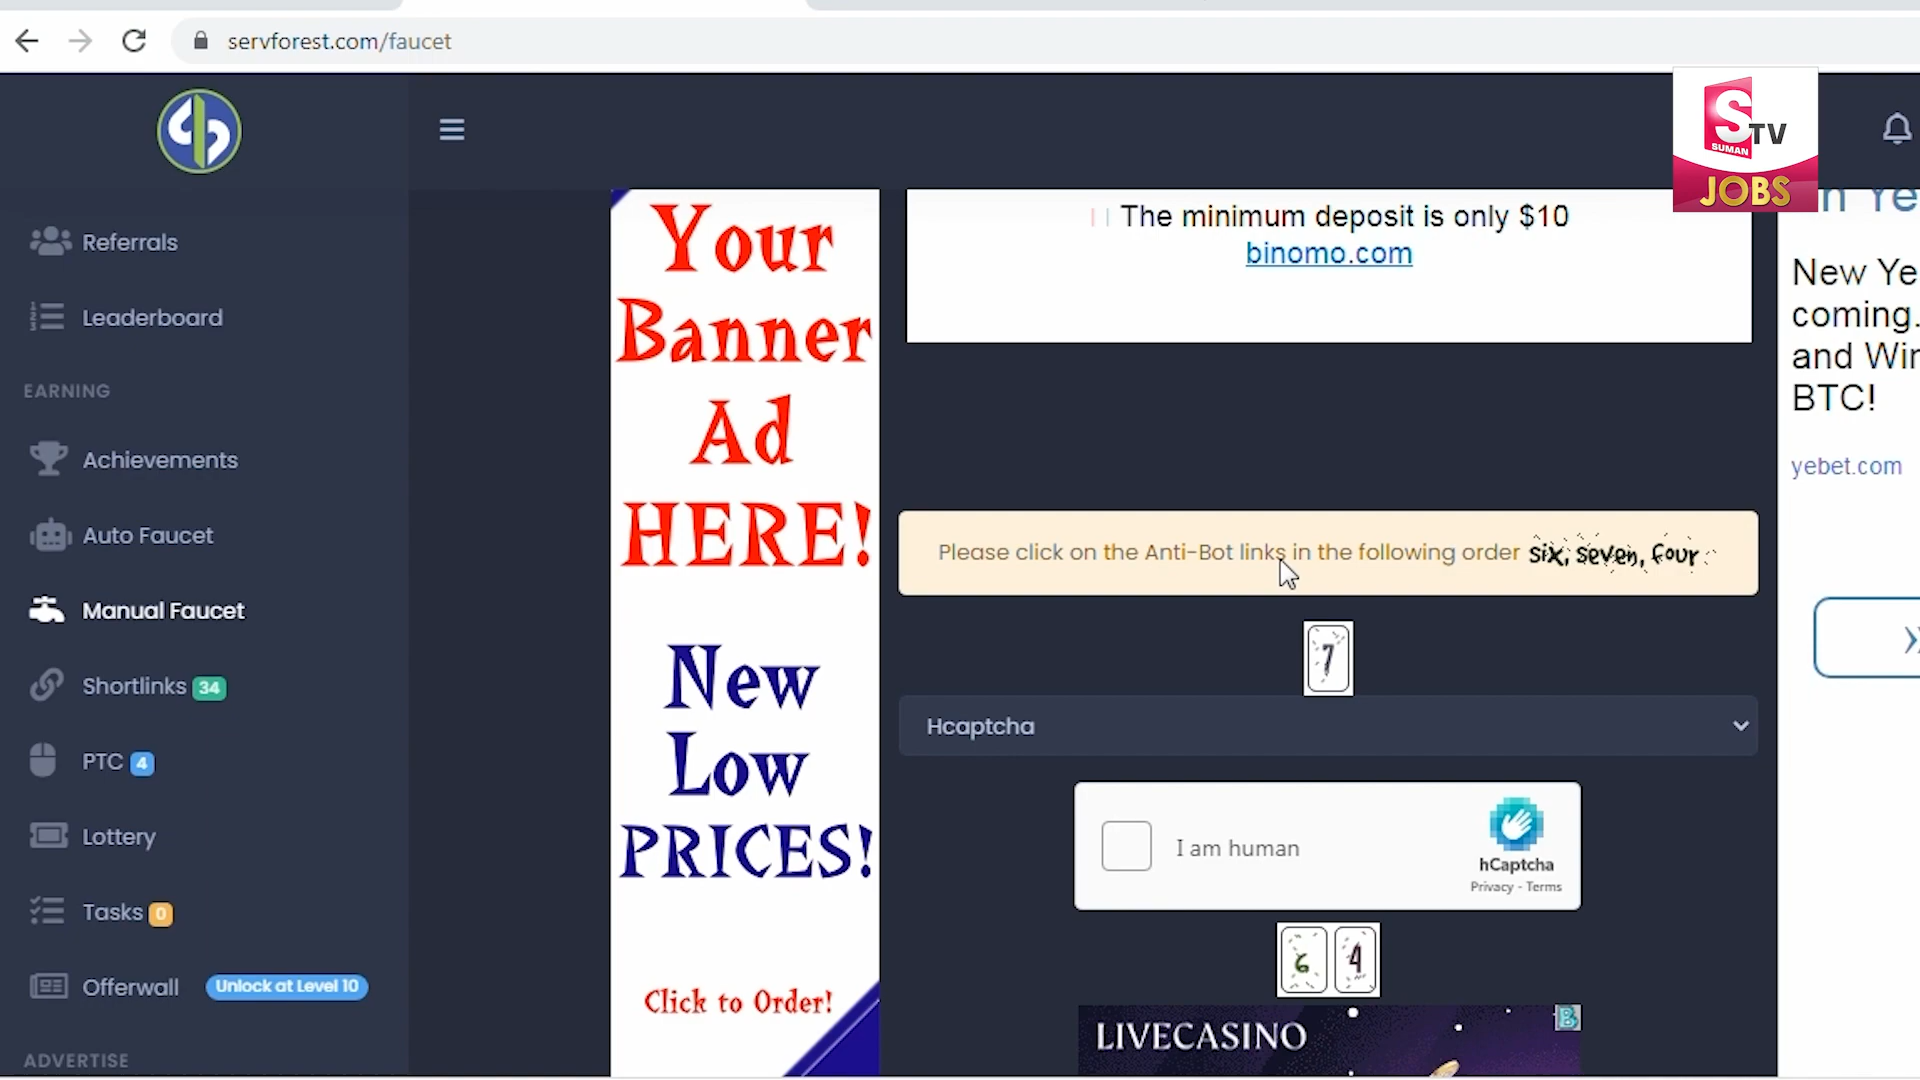 servforest.com/faucet
S
TV
SUMAN
JOBS
Referrals
Leaderboard
EARNING
Achievements
Auto Faucet
Manual Faucet
Shortlinks 34
PTC 4
Lottery
Tasks 0
Offerwall Unlock at Level 10
ADVERTISE
Your
Banner
Ad
HERE!
New
Low
PRICES!
Click to Order!
The minimum deposit is only $10
binomo.com
Please click on the Anti-Bot links in the following order six, seven, four
7
Hcaptcha
I am human
hCaptcha
Privacy - Terms
6 4
LIVECASINO
B
New Ye
coming.
and Wir
BTC!
yebet.com